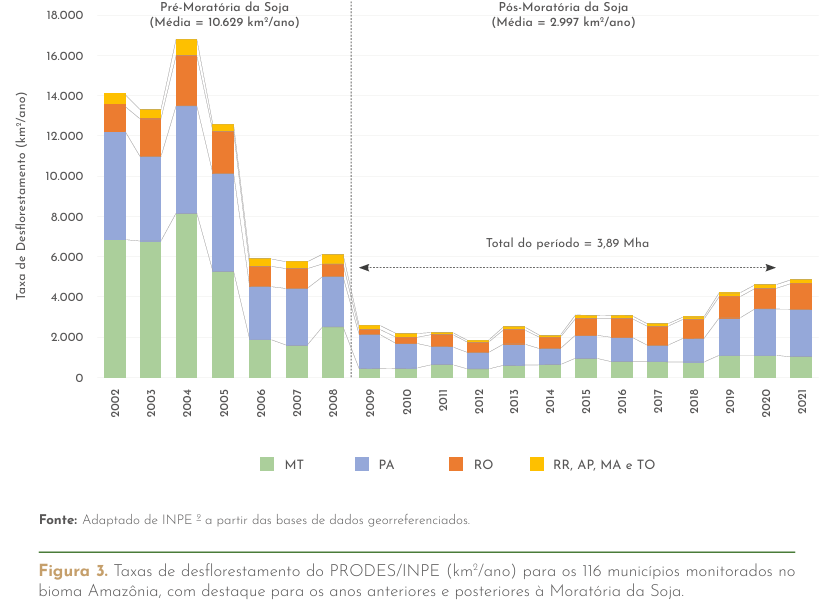 Pré-Moratória da Soja
(Média = 10.629 km²/ano)
Pós-Moratória da Soja
(Média = 2.997 km²/ano)
Taxa de Desflorestamento (km²/ano)
18.000
16.000
14.000
12.000
10.000
8.000
6.000
4.000
2.000
0
Total do período = 3,89 Mha
2002
2003
2004
2005
2006
2007
2008
2009
2010
2011
2012
2013
2014
2015
2016
2017
2018
2019
2020
2021
MT
PA
RO
RR, AP, MA e TO
Fonte: Adaptado de INPE º a partir das bases de dados georreferenciados.
Figura 3. Taxas de desflorestamento do PRODES/INPE (km²/ano) para os 116 municípios monitorados no
bioma Amazônia, com destaque para os anos anteriores e posteriores à Moratória da Soja.